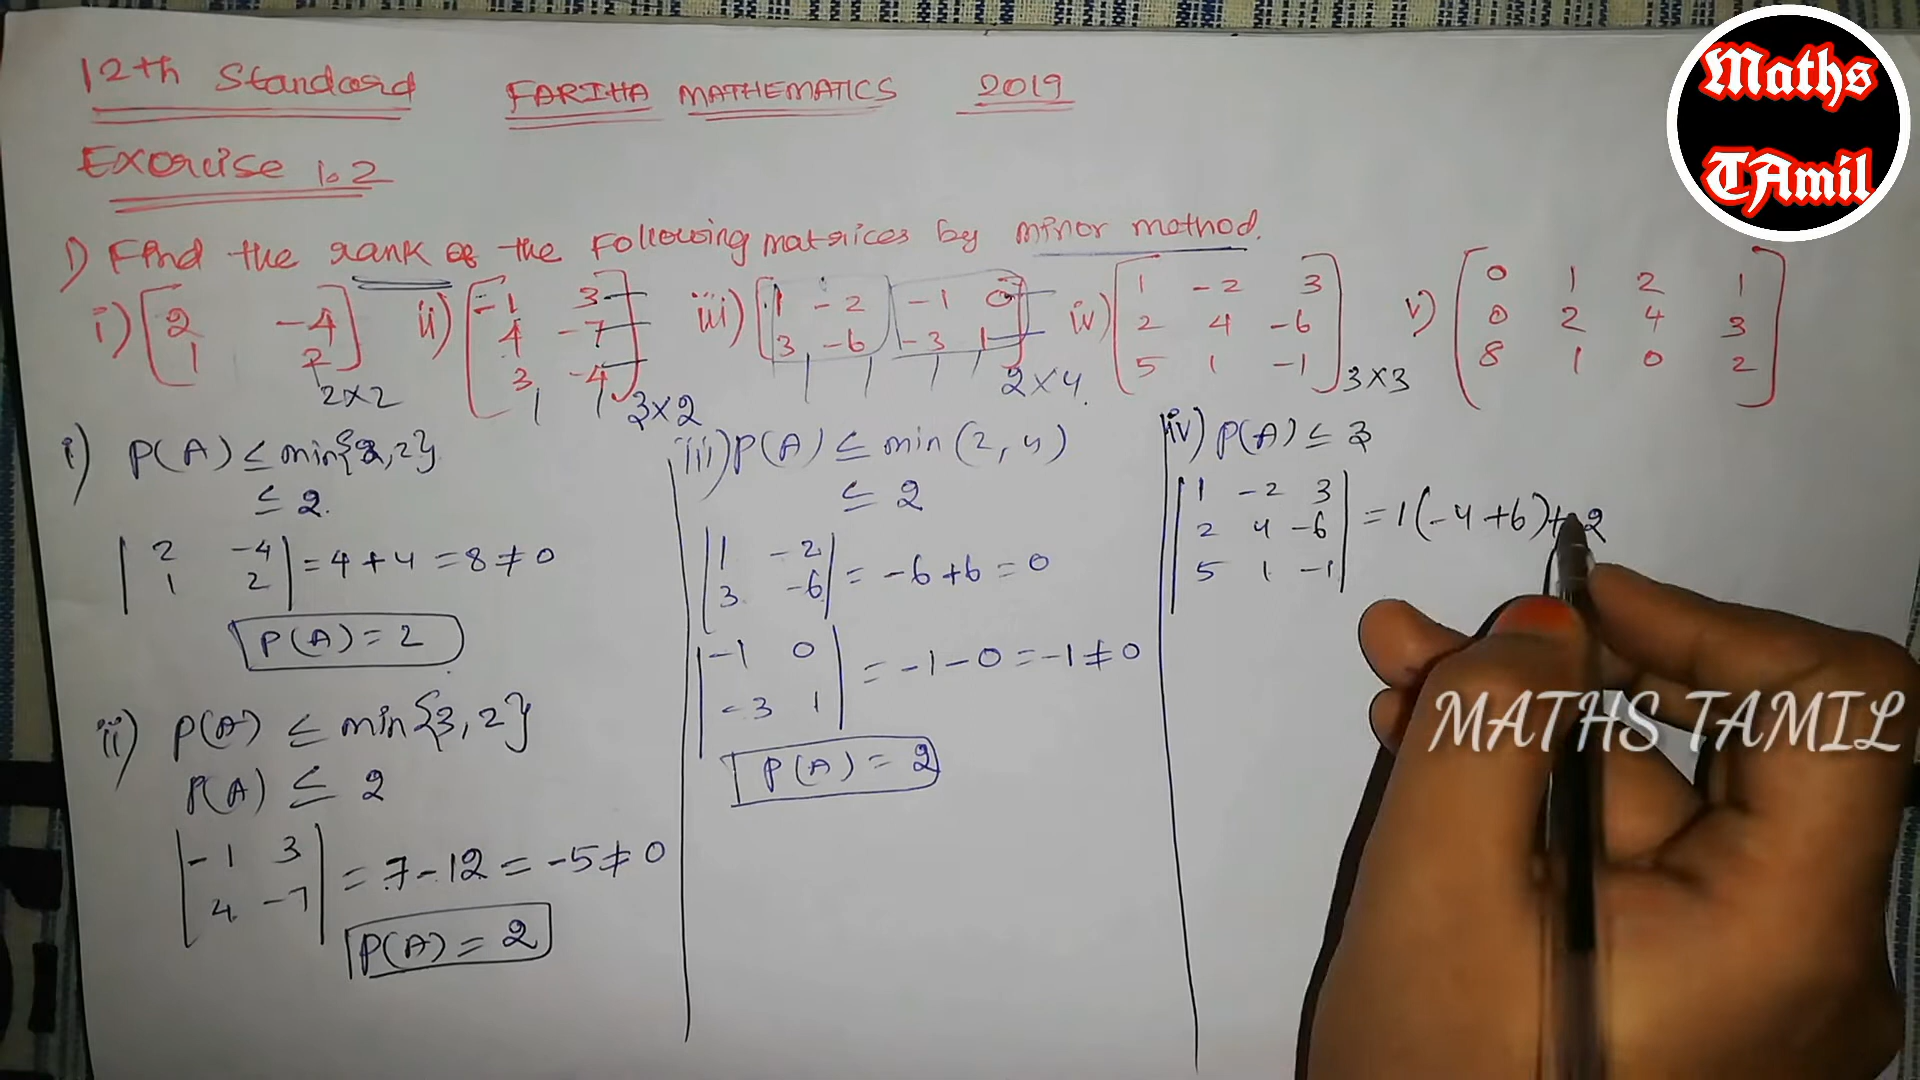 12th Standard FARIHA MATHEMATICS 2019
Exercise 1.2
1) Find the rank of the following matrices by minor method.
i) [2 -4
1 2] 2×2
ii) [-1 3
4 -7
3 -4] 3×2
iii) [1 -2 -1 0
3 -6 -3 1] 2×4
iv) [1 -2 3
2 4 -6
5 1 -1] 3×3
v) [0 1 2 1
0 2 4 3
8 1 0 2]
i) P(A) ≤ min{2,2}
≤ 2.
|2 -4
1 2| = 4+4 = 8 ≠ 0
P(A) = 2
ii) P(A) ≤ min{3,2}
P(A) ≤ 2
|-1 3
4 -7| = 7-12 = -5 ≠ 0
P(A) = 2
iii) P(A) ≤ min(2,4)
≤ 2
|1 -2
3 -6| = -6+6 = 0
|-1 0
-3 1| = -1-0 = -1 ≠ 0
P(A) = 2
iv) P(A) ≤ 3
|1 -2 3
2 4 -6
5 1 -1| = 1(-4+6)+2
Maths
TAmil
MATHS TAMIL